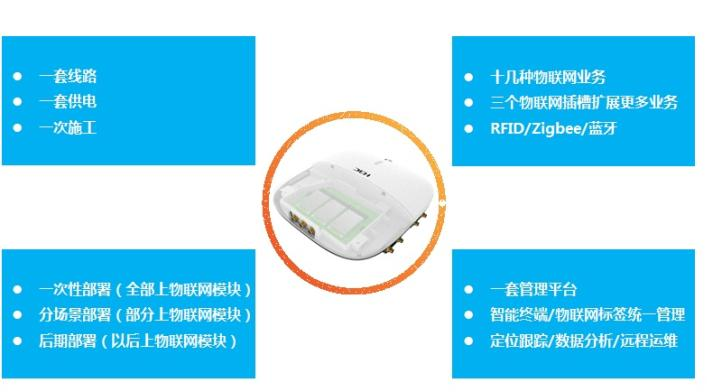 一套线路
一套供电
一次施工
十几种物联网业务
三个物联网插槽扩展更多业务
RFID/Zigbee/蓝牙
H3C
一次性部署（全部上物联网模块）
分场景部署（部分上物联网模块）
后期部署（以后上物联网模块）
一套管理平台
智能终端/物联网标签统一管理
定位跟踪/数据分析/远程运维